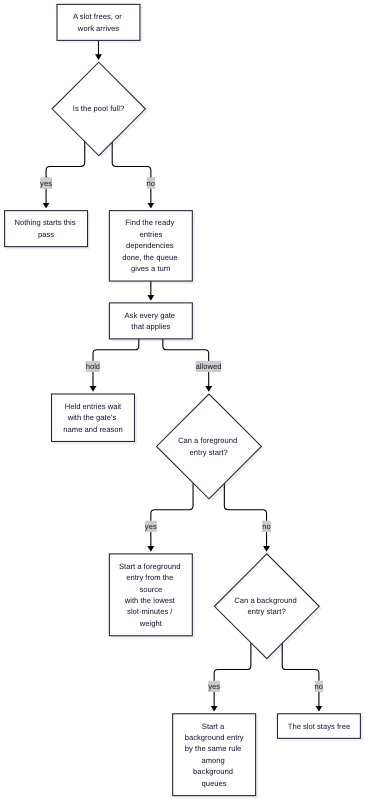 A slot frees, or
work arrives
Is the pool full?
yes
no
Nothing starts this
pass
Find the ready
entries
dependencies
done, the queue
gives a turn
Ask every gate
that applies
hold
allowed
Held entries wait
with the gate's
name and reason
Can a foreground
entry start?
yes
no
Start a foreground
entry from the
source
with the lowest
slot-minutes /
weight
Can a background
entry start?
yes
no
Start a
background entry
by the same rule
among
background
queues
The slot stays free